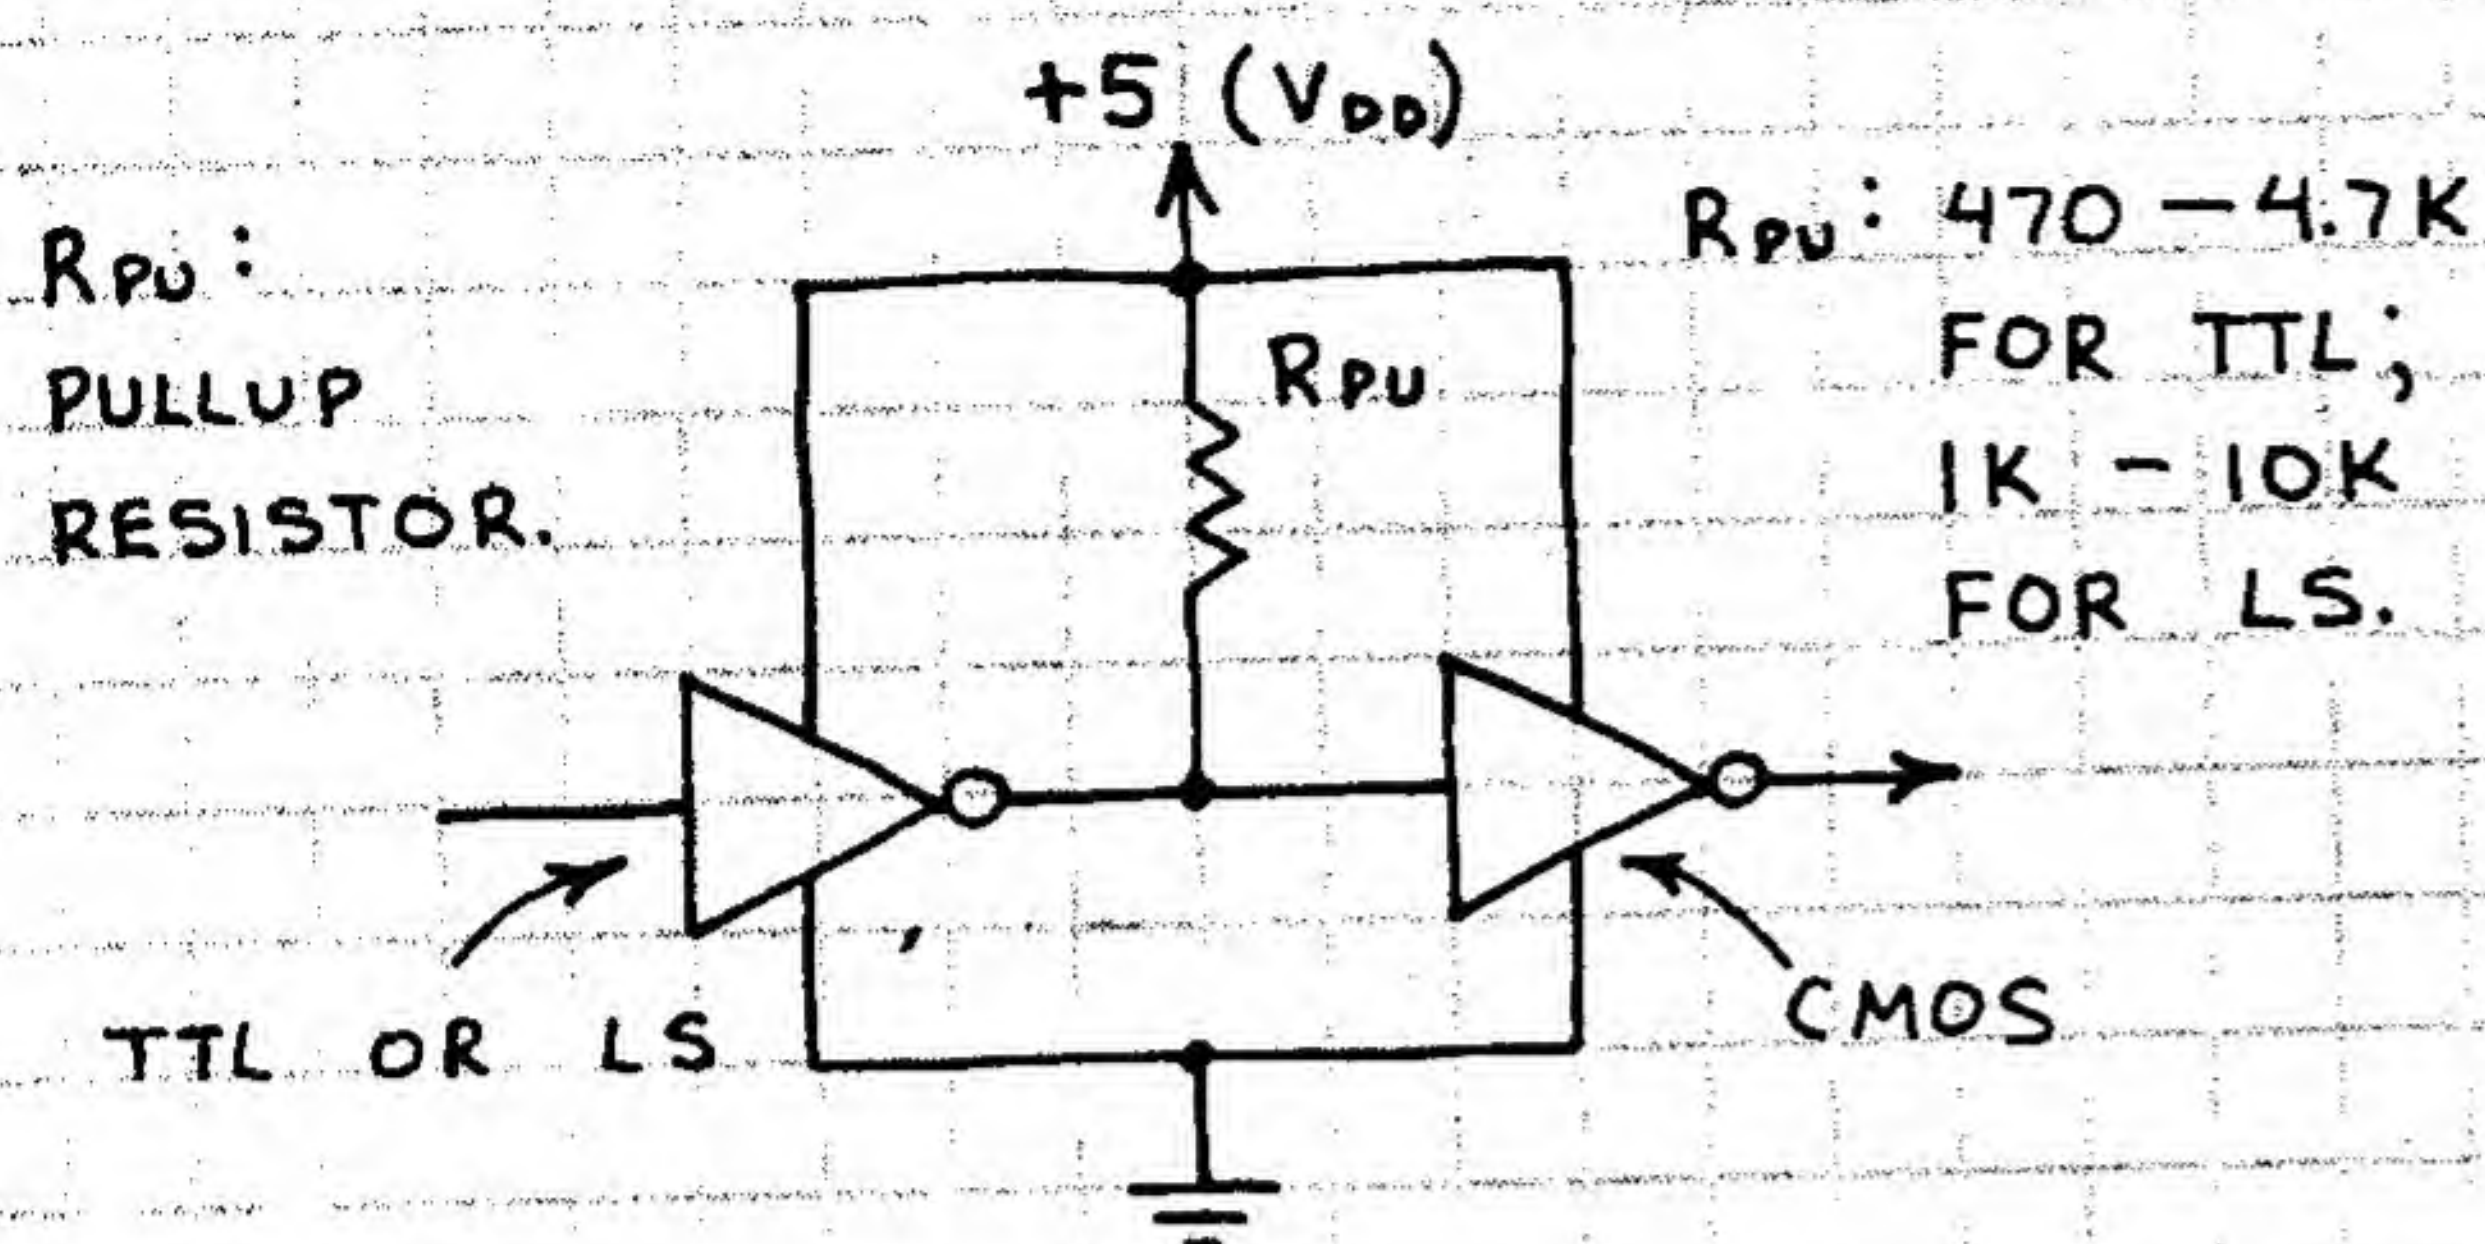 +5 (VDD)
RPU:
PULLUP
RESISTOR.
RPU
RPU: 470 - 4.7K
FOR TTL;
1K - 10K
FOR LS.
TTL OR LS
CMOS